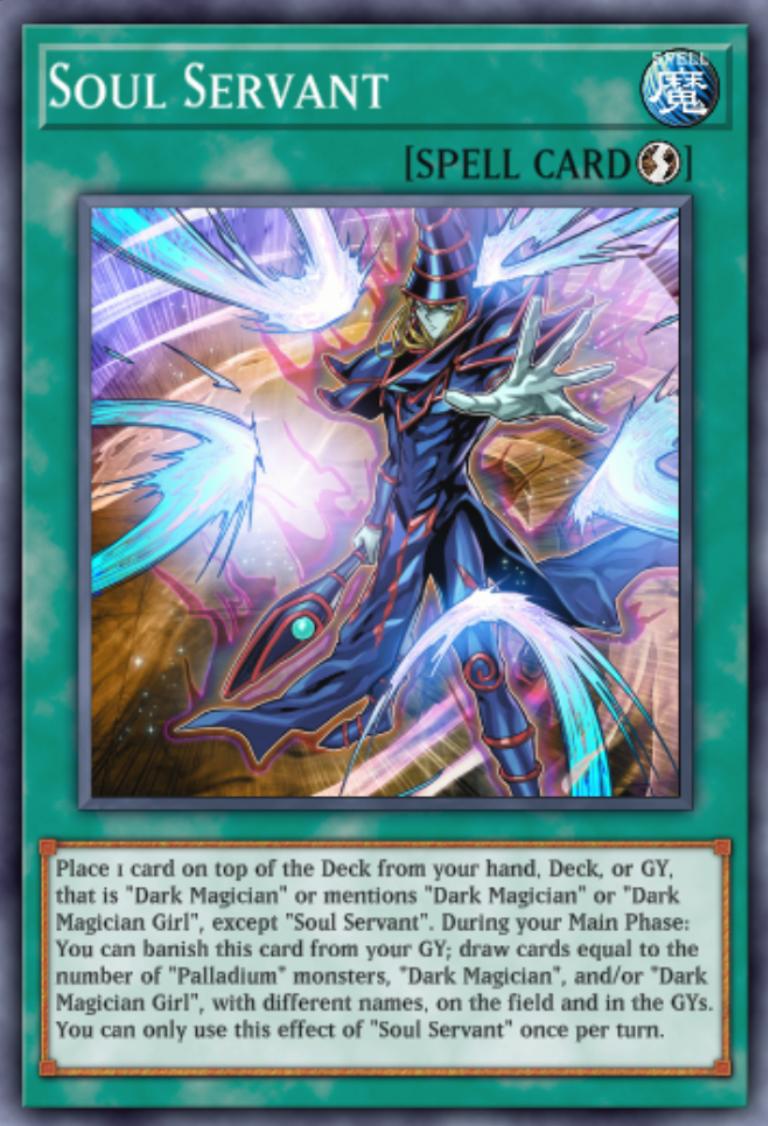 Soul Servant
SPELL
魔
[SPELL CARD]
Place 1 card on top of the Deck from your hand, Deck, or GY,
that is "Dark Magician" or mentions "Dark Magician" or "Dark
Magician Girl", except "Soul Servant". During your Main Phase:
You can banish this card from your GY; draw cards equal to the
number of "Palladium" monsters, "Dark Magician", and/or "Dark
Magician Girl", with different names, on the field and in the GYs.
You can only use this effect of "Soul Servant" once per turn.